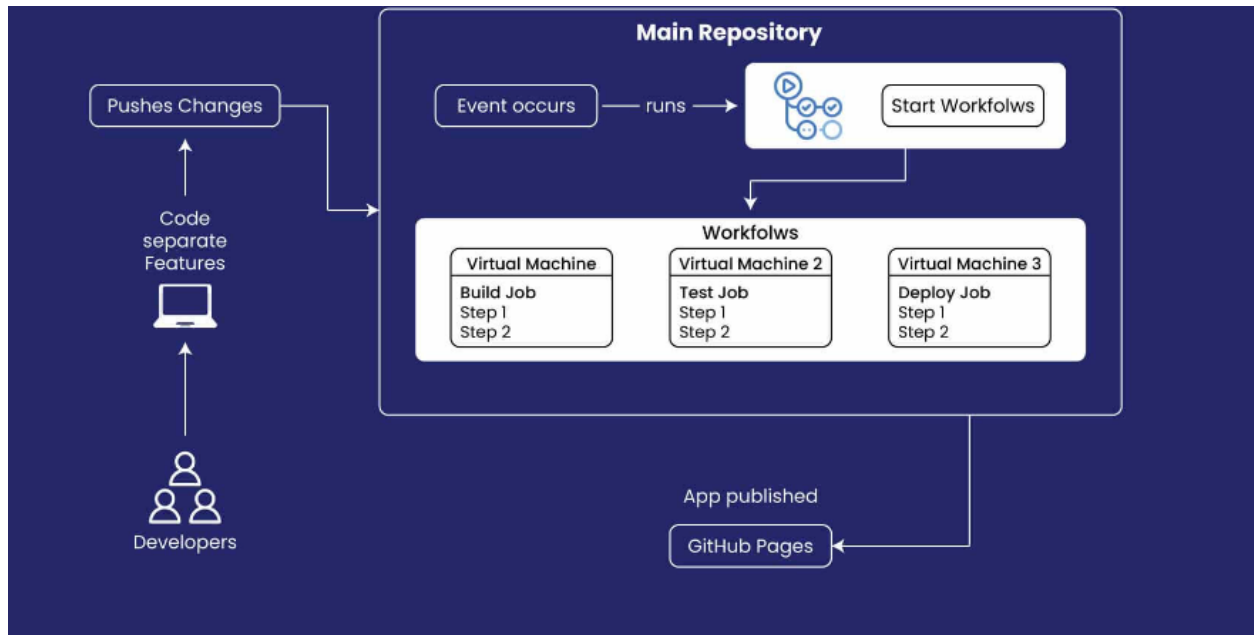 Main Repository
Pushes Changes
Event occurs
runs
Start Workfolws
Code
separate
Features
Workfolws
Virtual Machine
Build Job
Step 1
Step 2
Virtual Machine 2
Test Job
Step 1
Step 2
Virtual Machine 3
Deploy Job
Step 1
Step 2
Developers
App published
GitHub Pages